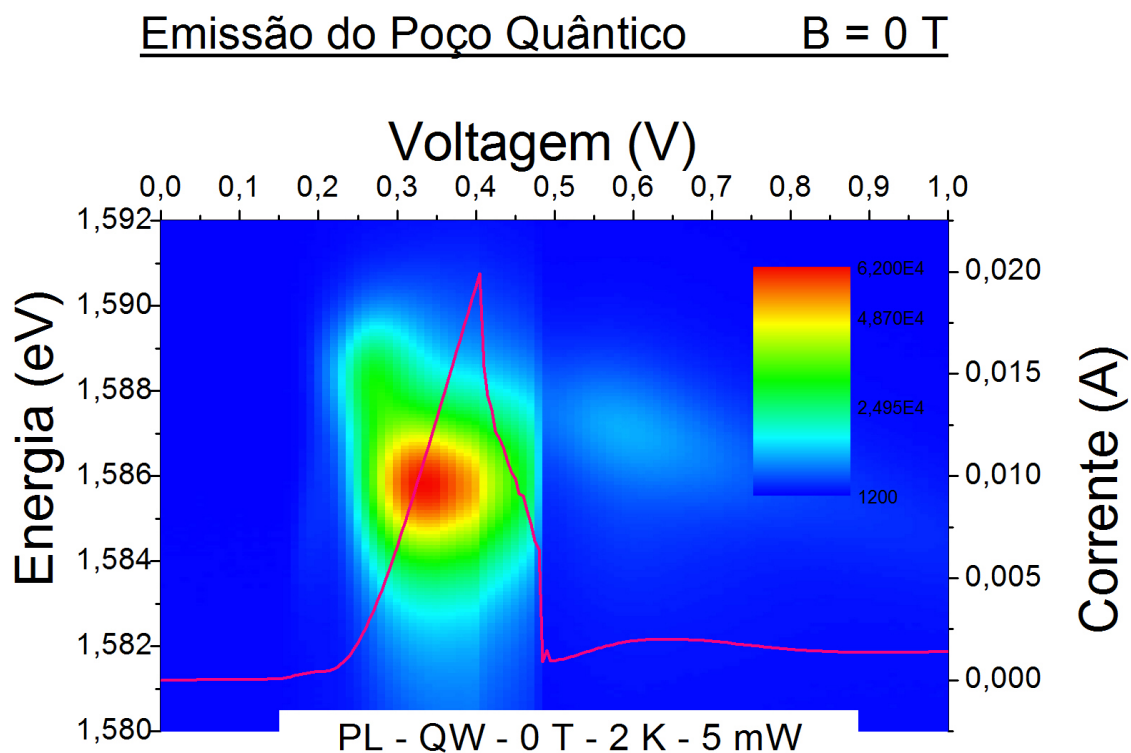 Emissão do Poço Quântico B = 0 T
Voltagem (V)
0,0 0,1 0,2 0,3 0,4 0,5 0,6 0,7 0,8 0,9 1,0
Energia (eV)
1,592
1,590
1,588
1,586
1,584
1,582
1,580
6,200E4
4,870E4
2,495E4
1200
0,020
0,015
0,010
0,005
0,000
Corrente (A)
PL - QW - 0 T - 2 K - 5 mW